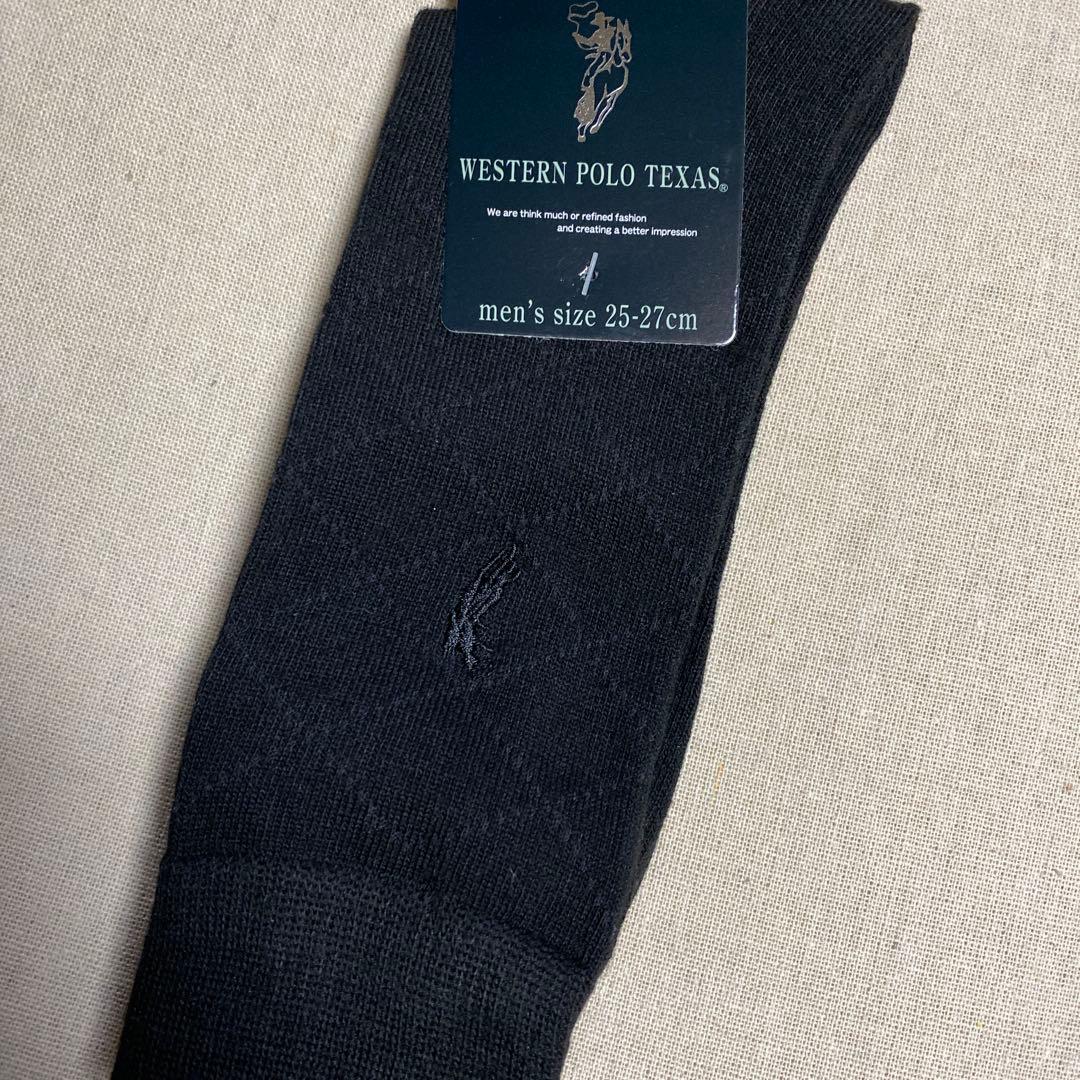 WESTERN POLO TEXAS®
We are think much or refined fashion
and creating a better impression
men's size 25-27cm